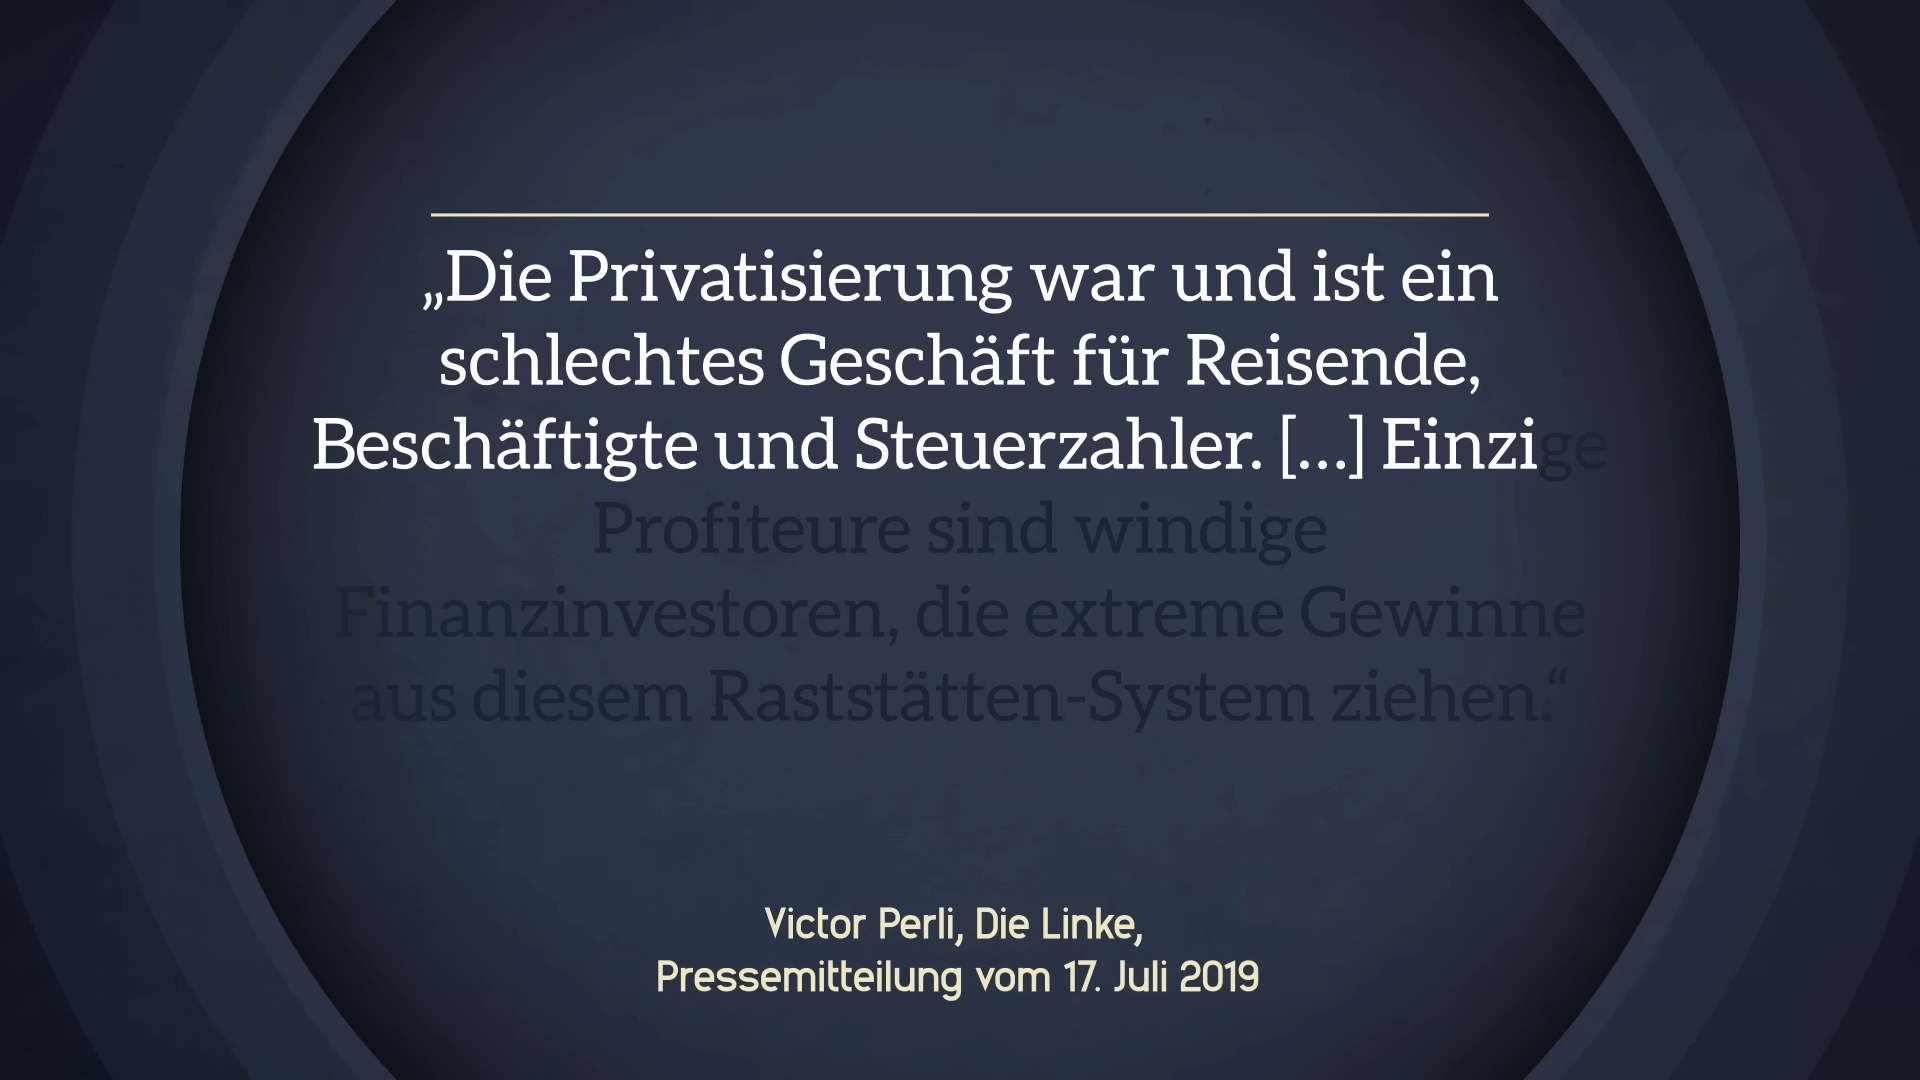 „Die Privatisierung war und ist ein
schlechtes Geschäft für Reisende,
Beschäftigte und Steuerzahler. […] Einzige
Profiteure sind windige
Finanzinvestoren, die extreme Gewinne
aus diesem Raststätten-System ziehen.“
Victor Perli, Die Linke,
Pressemitteilung vom 17. Juli 2019